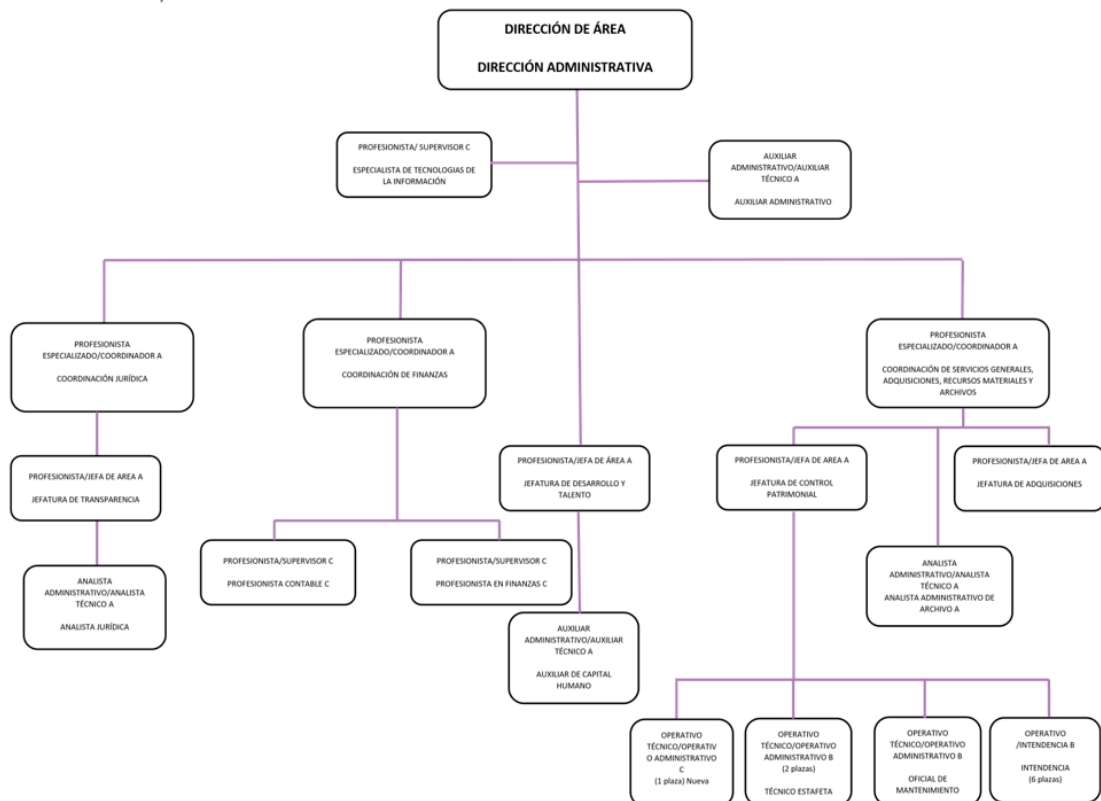 DIRECCIÓN DE ÁREA
DIRECCIÓN ADMINISTRATIVA
PROFESIONISTA/ SUPERVISOR C
ESPECIALISTA DE TECNOLOGIAS DE
LA INFORMACIÓN
AUXILIAR
ADMINISTRATIVO/AUXILIAR
TÉCNICO A
AUXILIAR ADMINISTRATIVO
PROFESIONISTA
ESPECIALIZADO/COORDINADOR A
COORDINACIÓN JURÍDICA
PROFESIONISTA
ESPECIALIZADO/COORDINADOR A
COORDINACIÓN DE FINANZAS
PROFESIONISTA
ESPECIALIZADO/COORDINADOR A
COORDINACIÓN DE SERVICIOS GENERALES,
ADQUISICIONES, RECURSOS MATERIALES Y
ARCHIVOS
PROFESIONISTA/JEFA DE AREA A
JEFATURA DE TRANSPARENCIA
PROFESIONISTA/JEFA DE ÁREA A
JEFATURA DE DESARROLLO Y
TALENTO
PROFESIONISTA/JEFA DE AREA A
JEFATURA DE CONTROL
PATRIMONIAL
PROFESIONISTA/JEFA DE AREA A
JEFATURA DE ADQUISICIONES
ANALISTA
ADMINISTRATIVO/ANALISTA
TÉCNICO A
ANALISTA JURÍDICA
PROFESIONISTA/SUPERVISOR C
PROFESIONISTA CONTABLE C
PROFESIONISTA/SUPERVISOR C
PROFESIONISTA EN FINANZAS C
ANALISTA
ADMINISTRATIVO/ANALISTA
TÉCNICO A
ANALISTA ADMINISTRATIVO DE
ARCHIVO A
AUXILIAR
ADMINISTRATIVO/AUXILIAR
TÉCNICO A
AUXILIAR DE CAPITAL
HUMANO
OPERATIVO
TÉCNICO/OPERATIV
O ADMINISTRATIVO
C
(1 plaza) Nueva
OPERATIVO
TÉCNICO/OPERATIVO
ADMINISTRATIVO B
(2 plazas)
TÉCNICO ESTAFETA
OPERATIVO
TÉCNICO/OPERATIVO
ADMINISTRATIVO B
OFICIAL DE
MANTENIMIENTO
OPERATIVO
/INTENDENCIA B
INTENDENCIA
(6 plazas)